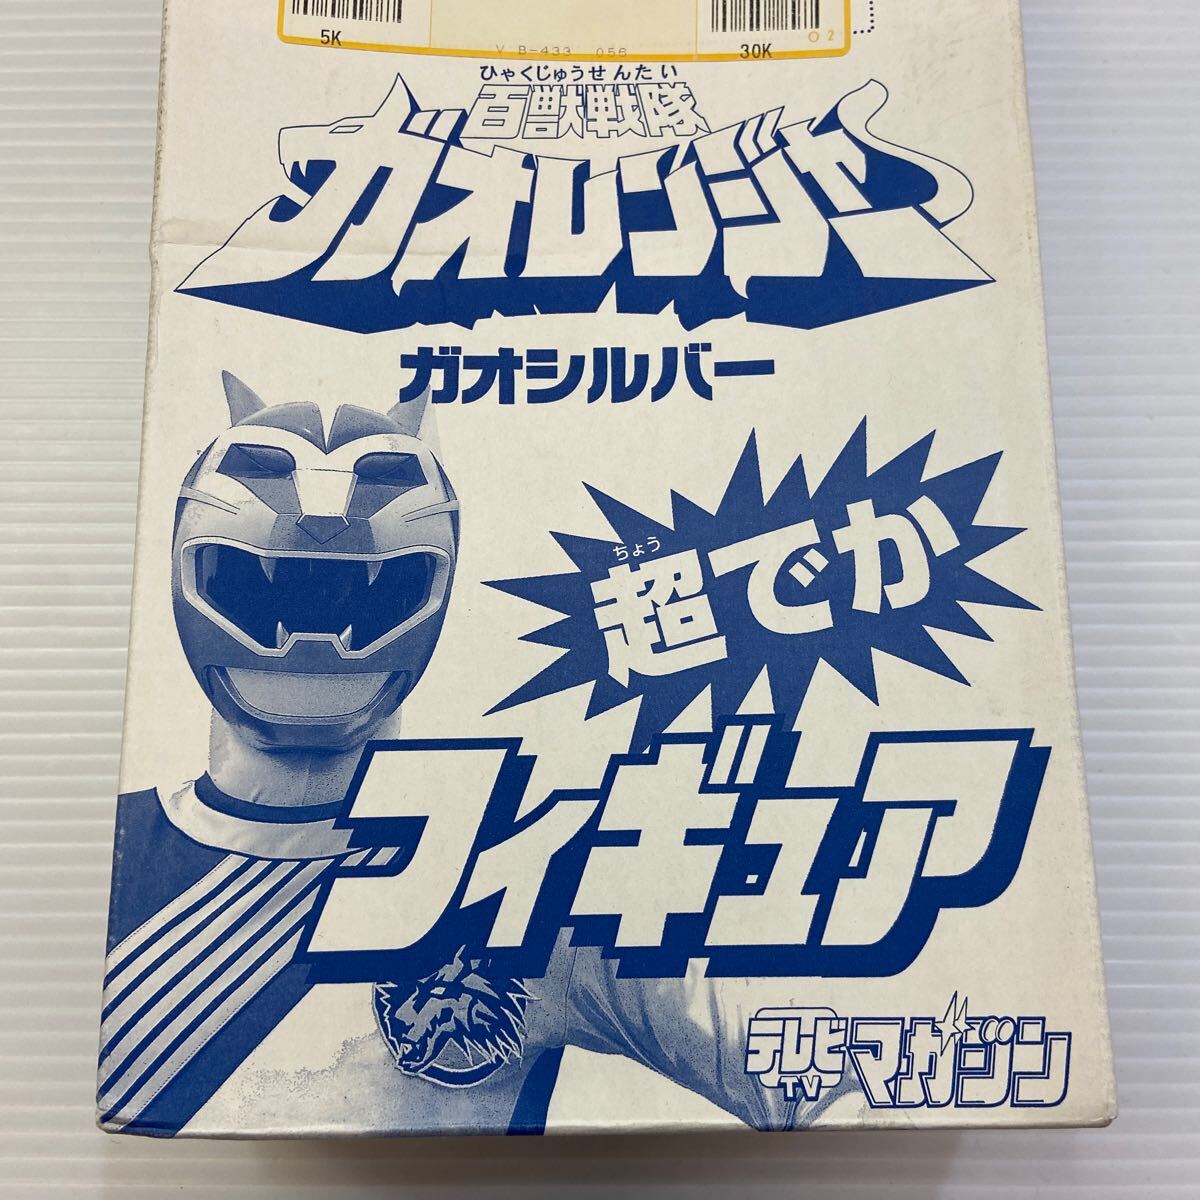 5K
30K
V B-433 056
02
ひゃくじゅうせんたい
百獣戦隊
ガオレンジャー
ガオシルバー
ちょう
超でか
フィギュア
テレビマガジン
TV